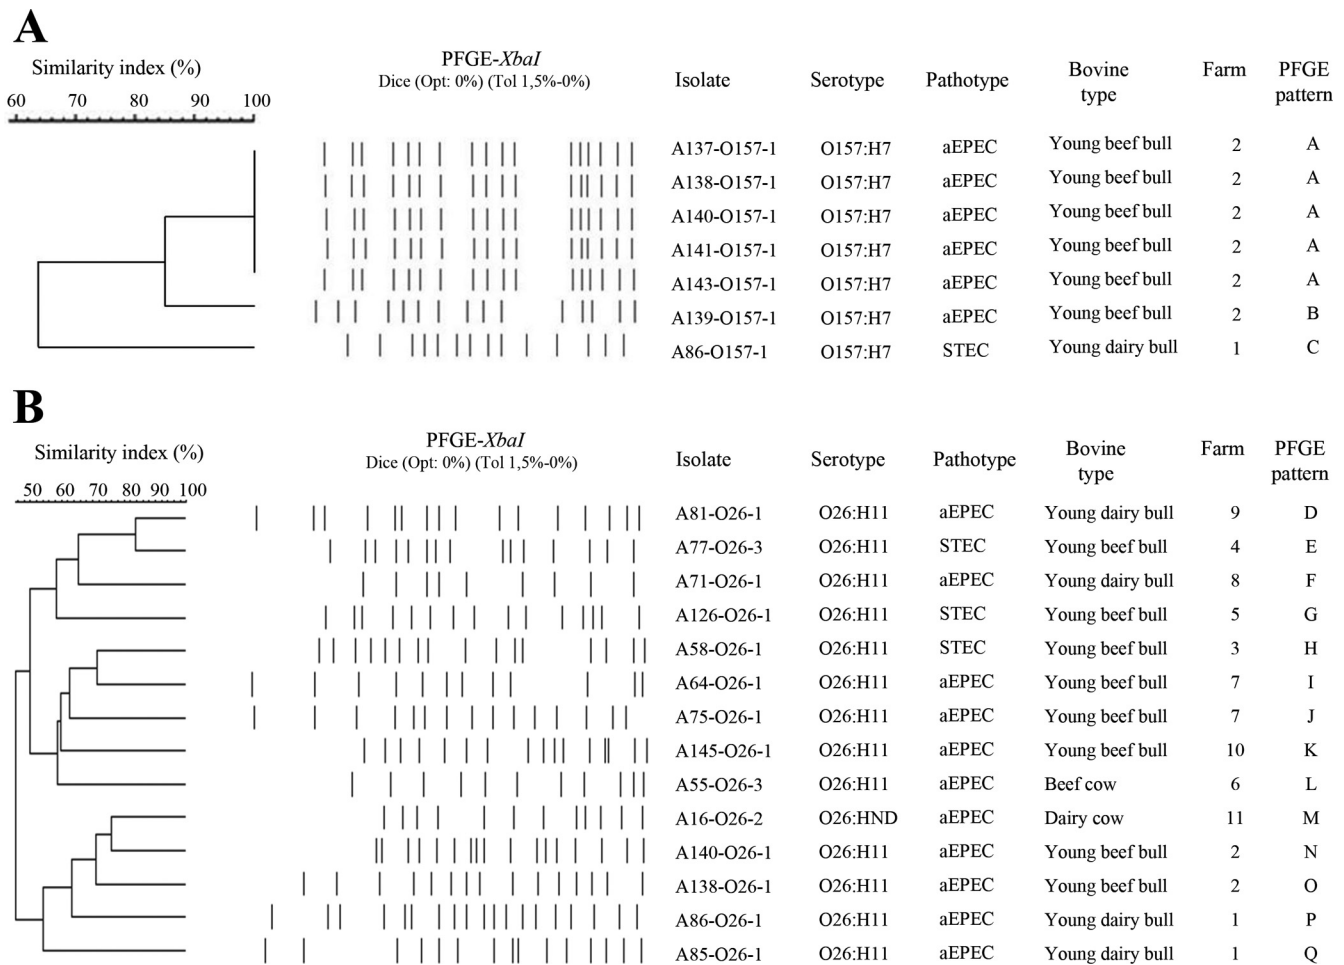 A
Similarity index (%)
60 70 80 90 100
PFGE-XbaI
Dice (Opt: 0%) (Tol 1,5%-0%)
Isolate Serotype Pathotype Bovine type Farm PFGE pattern
A137-O157-1 O157:H7 aEPEC Young beef bull 2 A
A138-O157-1 O157:H7 aEPEC Young beef bull 2 A
A140-O157-1 O157:H7 aEPEC Young beef bull 2 A
A141-O157-1 O157:H7 aEPEC Young beef bull 2 A
A143-O157-1 O157:H7 aEPEC Young beef bull 2 A
A139-O157-1 O157:H7 aEPEC Young beef bull 2 B
A86-O157-1 O157:H7 STEC Young dairy bull 1 C
B
Similarity index (%)
50 60 70 80 90 100
PFGE-XbaI
Dice (Opt: 0%) (Tol 1,5%-0%)
Isolate Serotype Pathotype Bovine type Farm PFGE pattern
A81-O26-1 O26:H11 aEPEC Young dairy bull 9 D
A77-O26-3 O26:H11 STEC Young beef bull 4 E
A71-O26-1 O26:H11 aEPEC Young dairy bull 8 F
A126-O26-1 O26:H11 STEC Young beef bull 5 G
A58-O26-1 O26:H11 STEC Young beef bull 3 H
A64-O26-1 O26:H11 aEPEC Young beef bull 7 I
A75-O26-1 O26:H11 aEPEC Young beef bull 7 J
A145-O26-1 O26:H11 aEPEC Young beef bull 10 K
A55-O26-3 O26:H11 aEPEC Beef cow 6 L
A16-O26-2 O26:HND aEPEC Dairy cow 11 M
A140-O26-1 O26:H11 aEPEC Young beef bull 2 N
A138-O26-1 O26:H11 aEPEC Young beef bull 2 O
A86-O26-1 O26:H11 aEPEC Young dairy bull 1 P
A85-O26-1 O26:H11 aEPEC Young dairy bull 1 Q